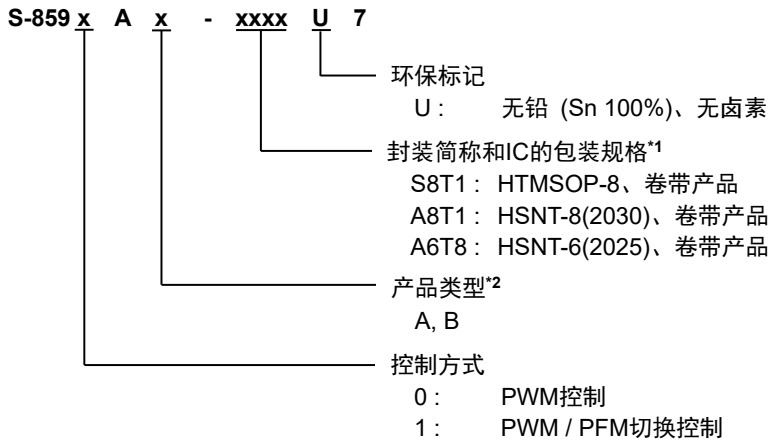 S-859 x A x - xxxx U 7
环保标记
U : 无铅 (Sn 100%)、无卤素
封装简称和IC的包装规格*1
S8T1 : HTMSOP-8、卷带产品
A8T1 : HSNT-8(2030)、卷带产品
A6T8 : HSNT-6(2025)、卷带产品
产品类型*2
A, B
控制方式
0 : PWM控制
1 : PWM / PFM切换控制